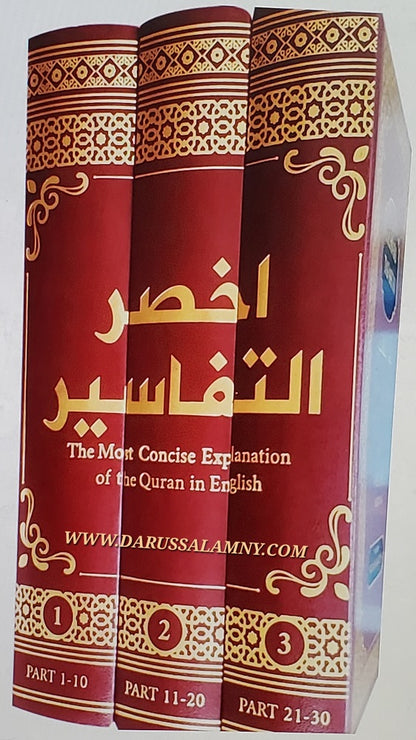 اخصر
التفاسير
The Most Concise Explanation
of the Quran in English
WWW.DARUSSALAMNY.COM
1
2
3
PART 1-10
PART 11-20
PART 21-30